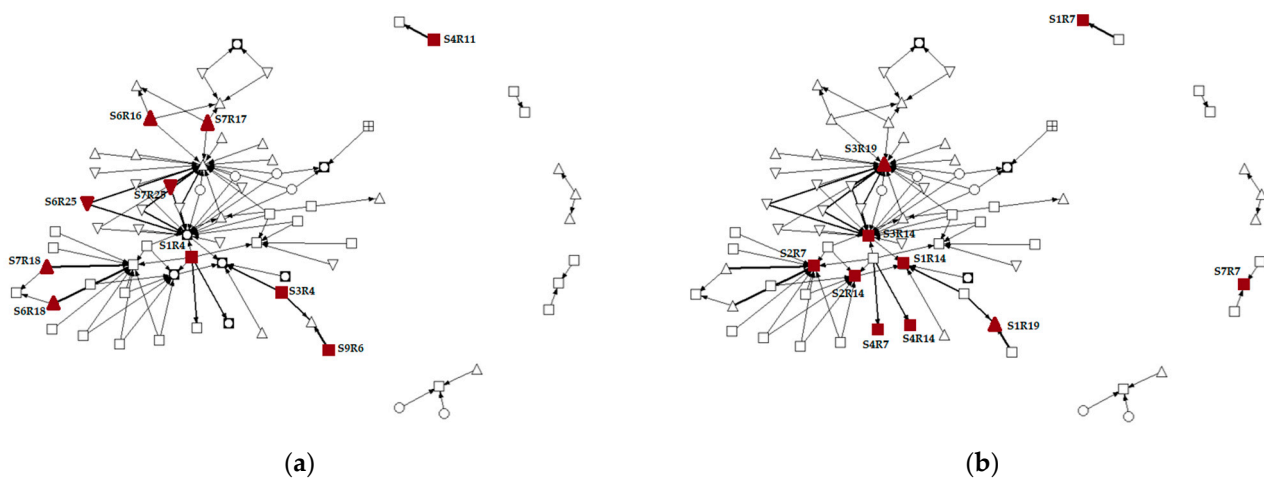 S4R11
S6R16
S7R17
S7R25
S6R25
S1R4
S7R18
S3R4
S6R18
S9R6
(a)
S1R7
S3R19
S3R14
S2R7
S1R14
S2R14
S7R7
S1R19
S4R7
S4R14
(b)